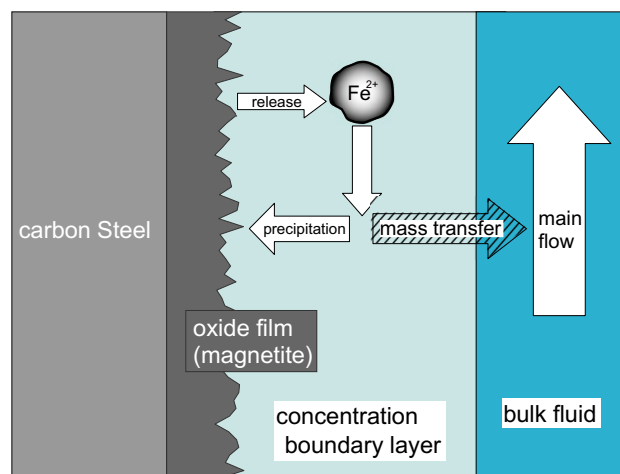 Fe2+
release
carbon Steel
precipitation
mass transfer
main
flow
oxide film
(magnetite)
concentration
boundary layer
bulk fluid